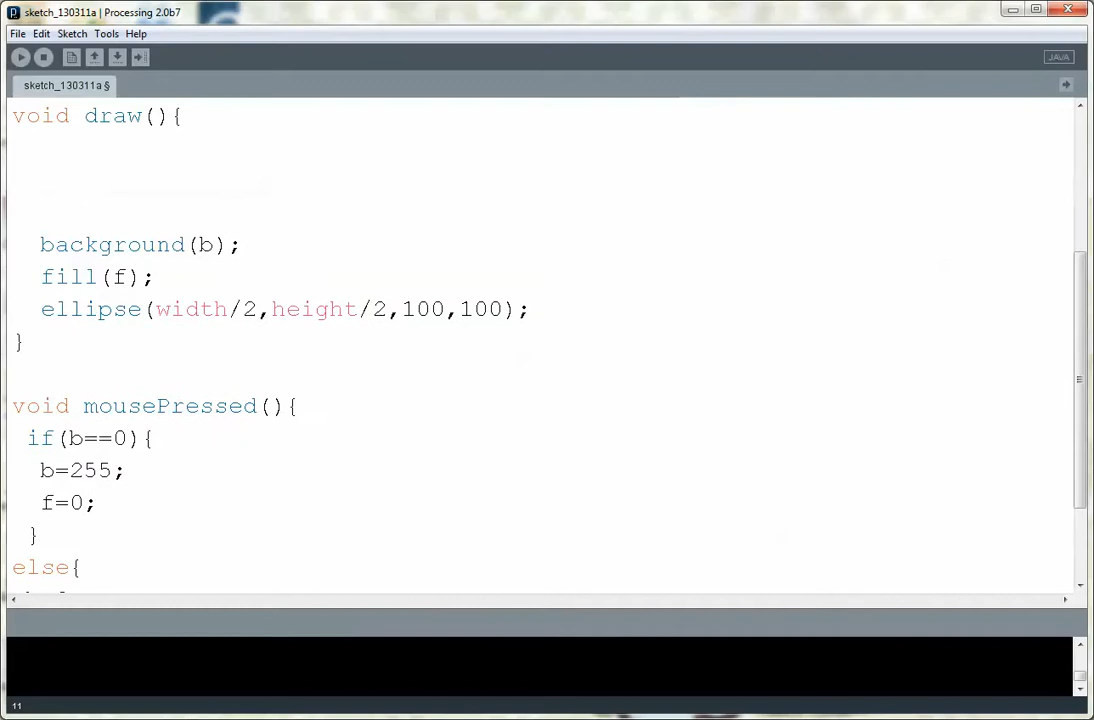 sketch_130311a | Processing 2.0b7
File Edit Sketch Tools Help
JAVA
sketch_130311a §
void draw(){
background(b);
fill(f);
ellipse(width/2,height/2,100,100);
}
void mousePressed(){
if(b==0){
b=255;
f=0;
}
else{
11